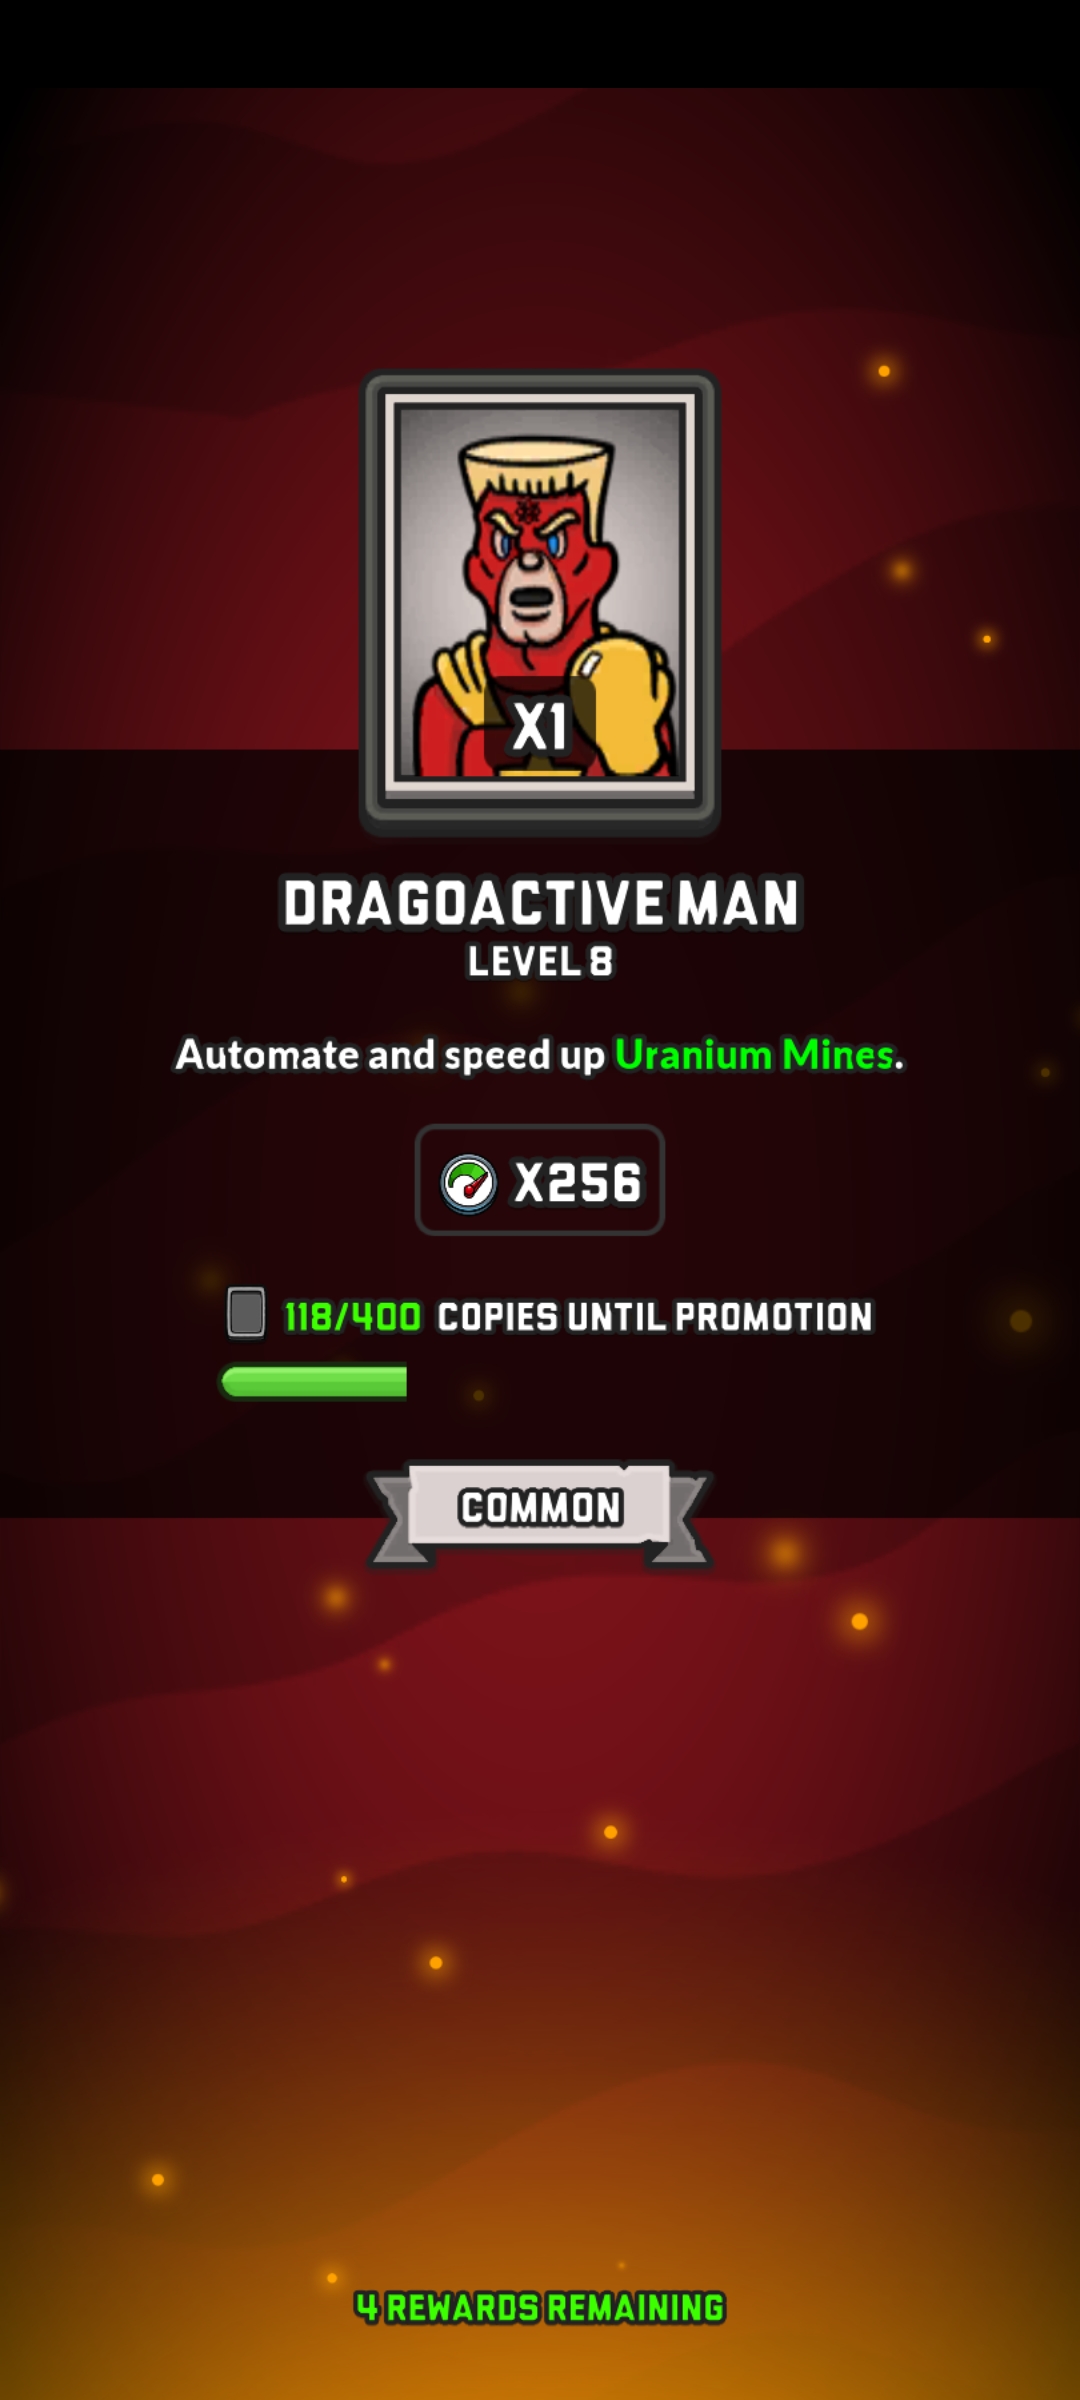 X1
DRAGOACTIVE MAN
LEVEL 8
Automate and speed up Uranium Mines.
X256
118/400 COPIES UNTIL PROMOTION
COMMON
4 REWARDS REMAINING